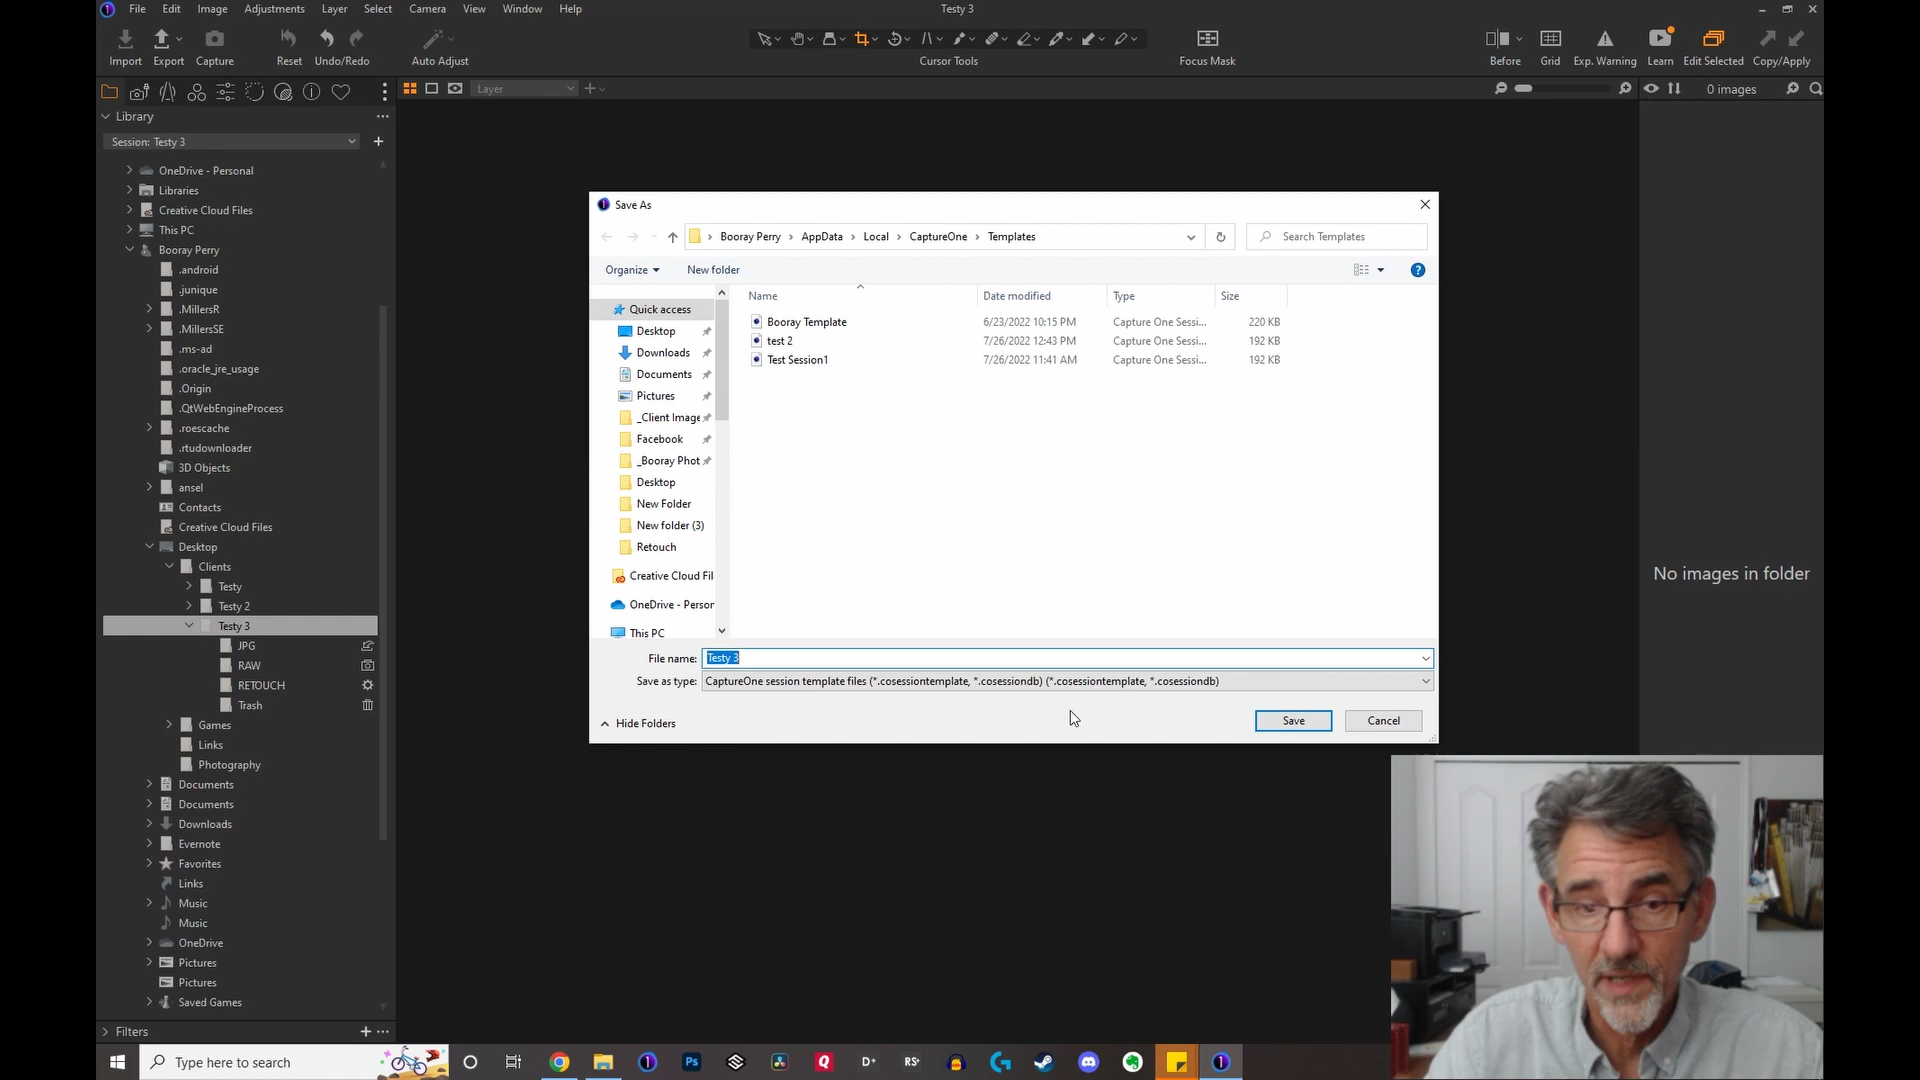 File Edit Image Adjustments Layer Select Camera View Window Help
Testy 3
Import Export Capture Reset Undo/Redo Auto Adjust
Cursor Tools
Focus Mask
Before Grid Exp. Warning Learn Edit Selected Copy/Apply
Library
Session: Testy 3
OneDrive - Personal
Libraries
Creative Cloud Files
This PC
Booray Perry
.android
.junique
.MillersR
.MillersSE
.ms-ad
.oracle_jre_usage
.Origin
.QtWebEngineProcess
.roescache
.rtudownloader
3D Objects
ansel
Contacts
Creative Cloud Files
Desktop
Clients
Testy
Testy 2
Testy 3
JPG
RAW
RETOUCH
Trash
Games
Links
Photography
Documents
Documents
Downloads
Evernote
Favorites
Links
Music
Music
OneDrive
Pictures
Pictures
Saved Games
Filters
Layer
0 images
No images in folder
Save As
Booray Perry › AppData › Local › CaptureOne › Templates
Search Templates
Organize New folder
Quick access
Desktop
Downloads
Documents
Pictures
_Client Image
Facebook
_Booray Phot
Desktop
New Folder
New folder (3)
Retouch
Creative Cloud Fil
OneDrive - Person
This PC
Name Date modified Type Size
Booray Template 6/23/2022 10:15 PM Capture One Sessi... 220 KB
test 2 7/26/2022 12:43 PM Capture One Sessi... 192 KB
Test Session1 7/26/2022 11:41 AM Capture One Sessi... 192 KB
File name: Testy 3
Save as type: CaptureOne session template files (*.cosessiontemplate, *.cosessiondb) (*.cosessiontemplate, *.cosessiondb)
Hide Folders
Save Cancel
Type here to search
Ps
Q
D+
RS+